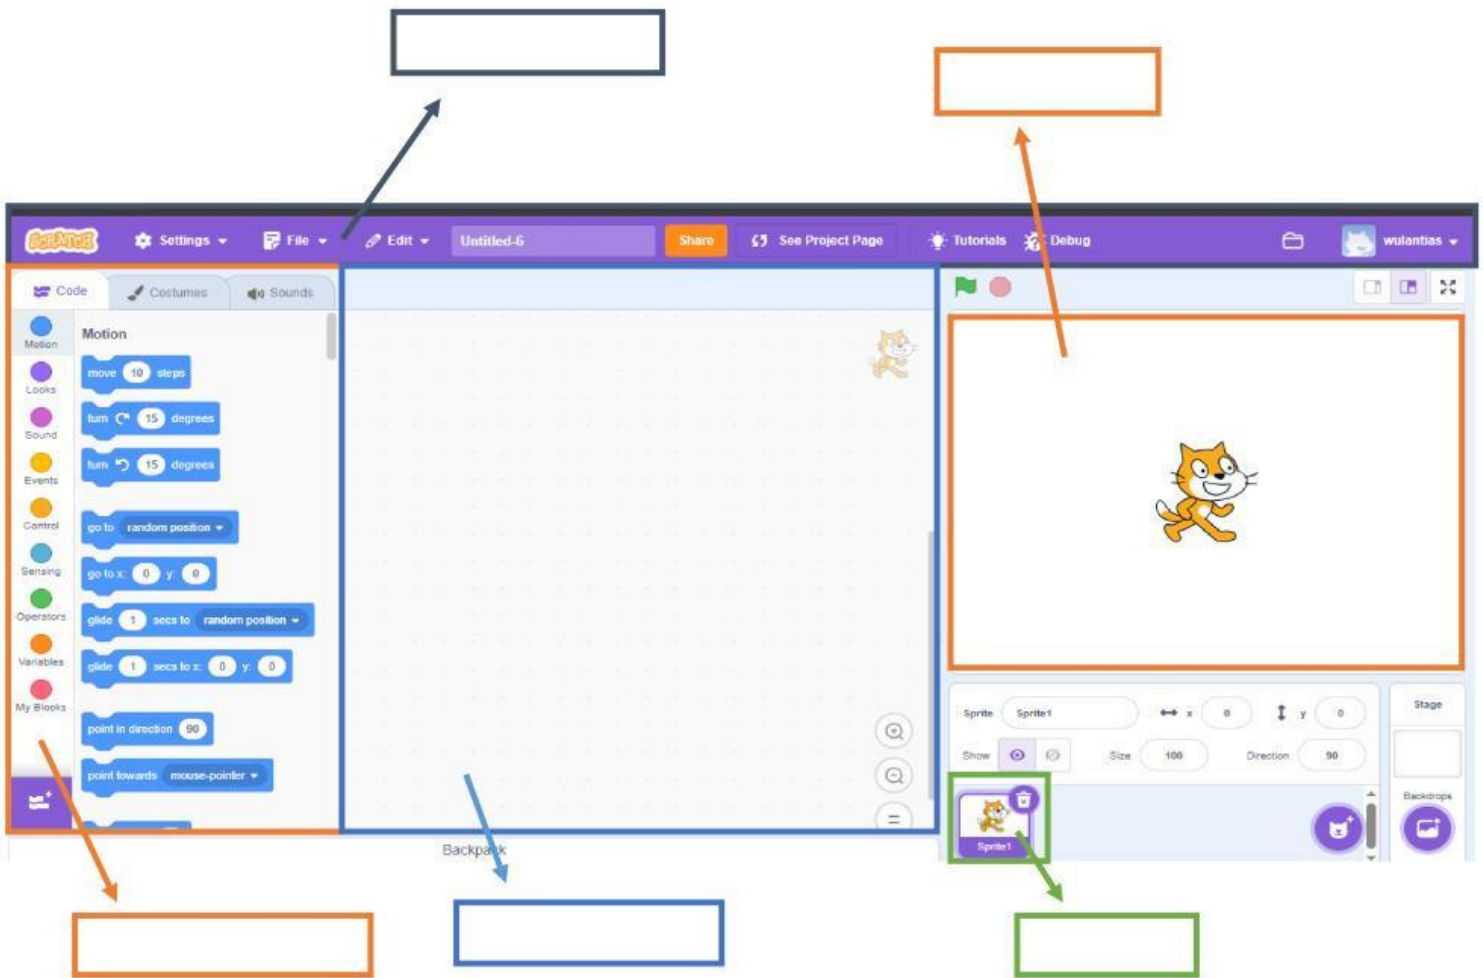 SCRATCH Settings File Edit Untitled-6 Share See Project Page Tutorials Debug wulantias
Code Costumes Sounds
Motion
Looks
Sound
Events
Control
Sensing
Operators
Variables
My Blocks
Motion
move 10 steps
turn 15 degrees
turn 15 degrees
go to random position
go to x: 0 y: 0
glide 1 secs to random position
glide 1 secs to x: 0 y: 0
point in direction 90
point towards mouse-pointer
Backpack
Sprite Sprite1 x 0 y 0
Show Size 100 Direction 90
Sprite1
Stage
Backdrops